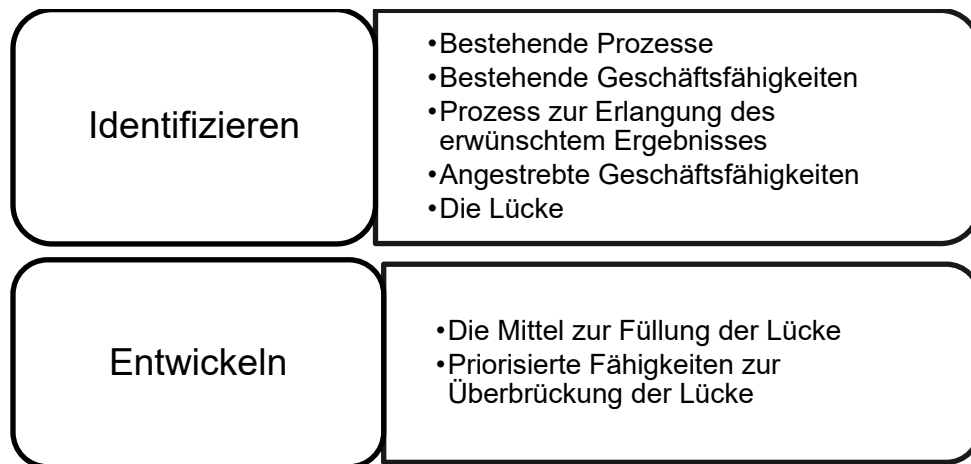 Identifizieren
•Bestehende Prozesse
•Bestehende Geschäftsfähigkeiten
•Prozess zur Erlangung des
erwünschtem Ergebnisses
•Angestrebte Geschäftsfähigkeiten
•Die Lücke
Entwickeln
•Die Mittel zur Füllung der Lücke
•Priorisierte Fähigkeiten zur
Überbrückung der Lücke